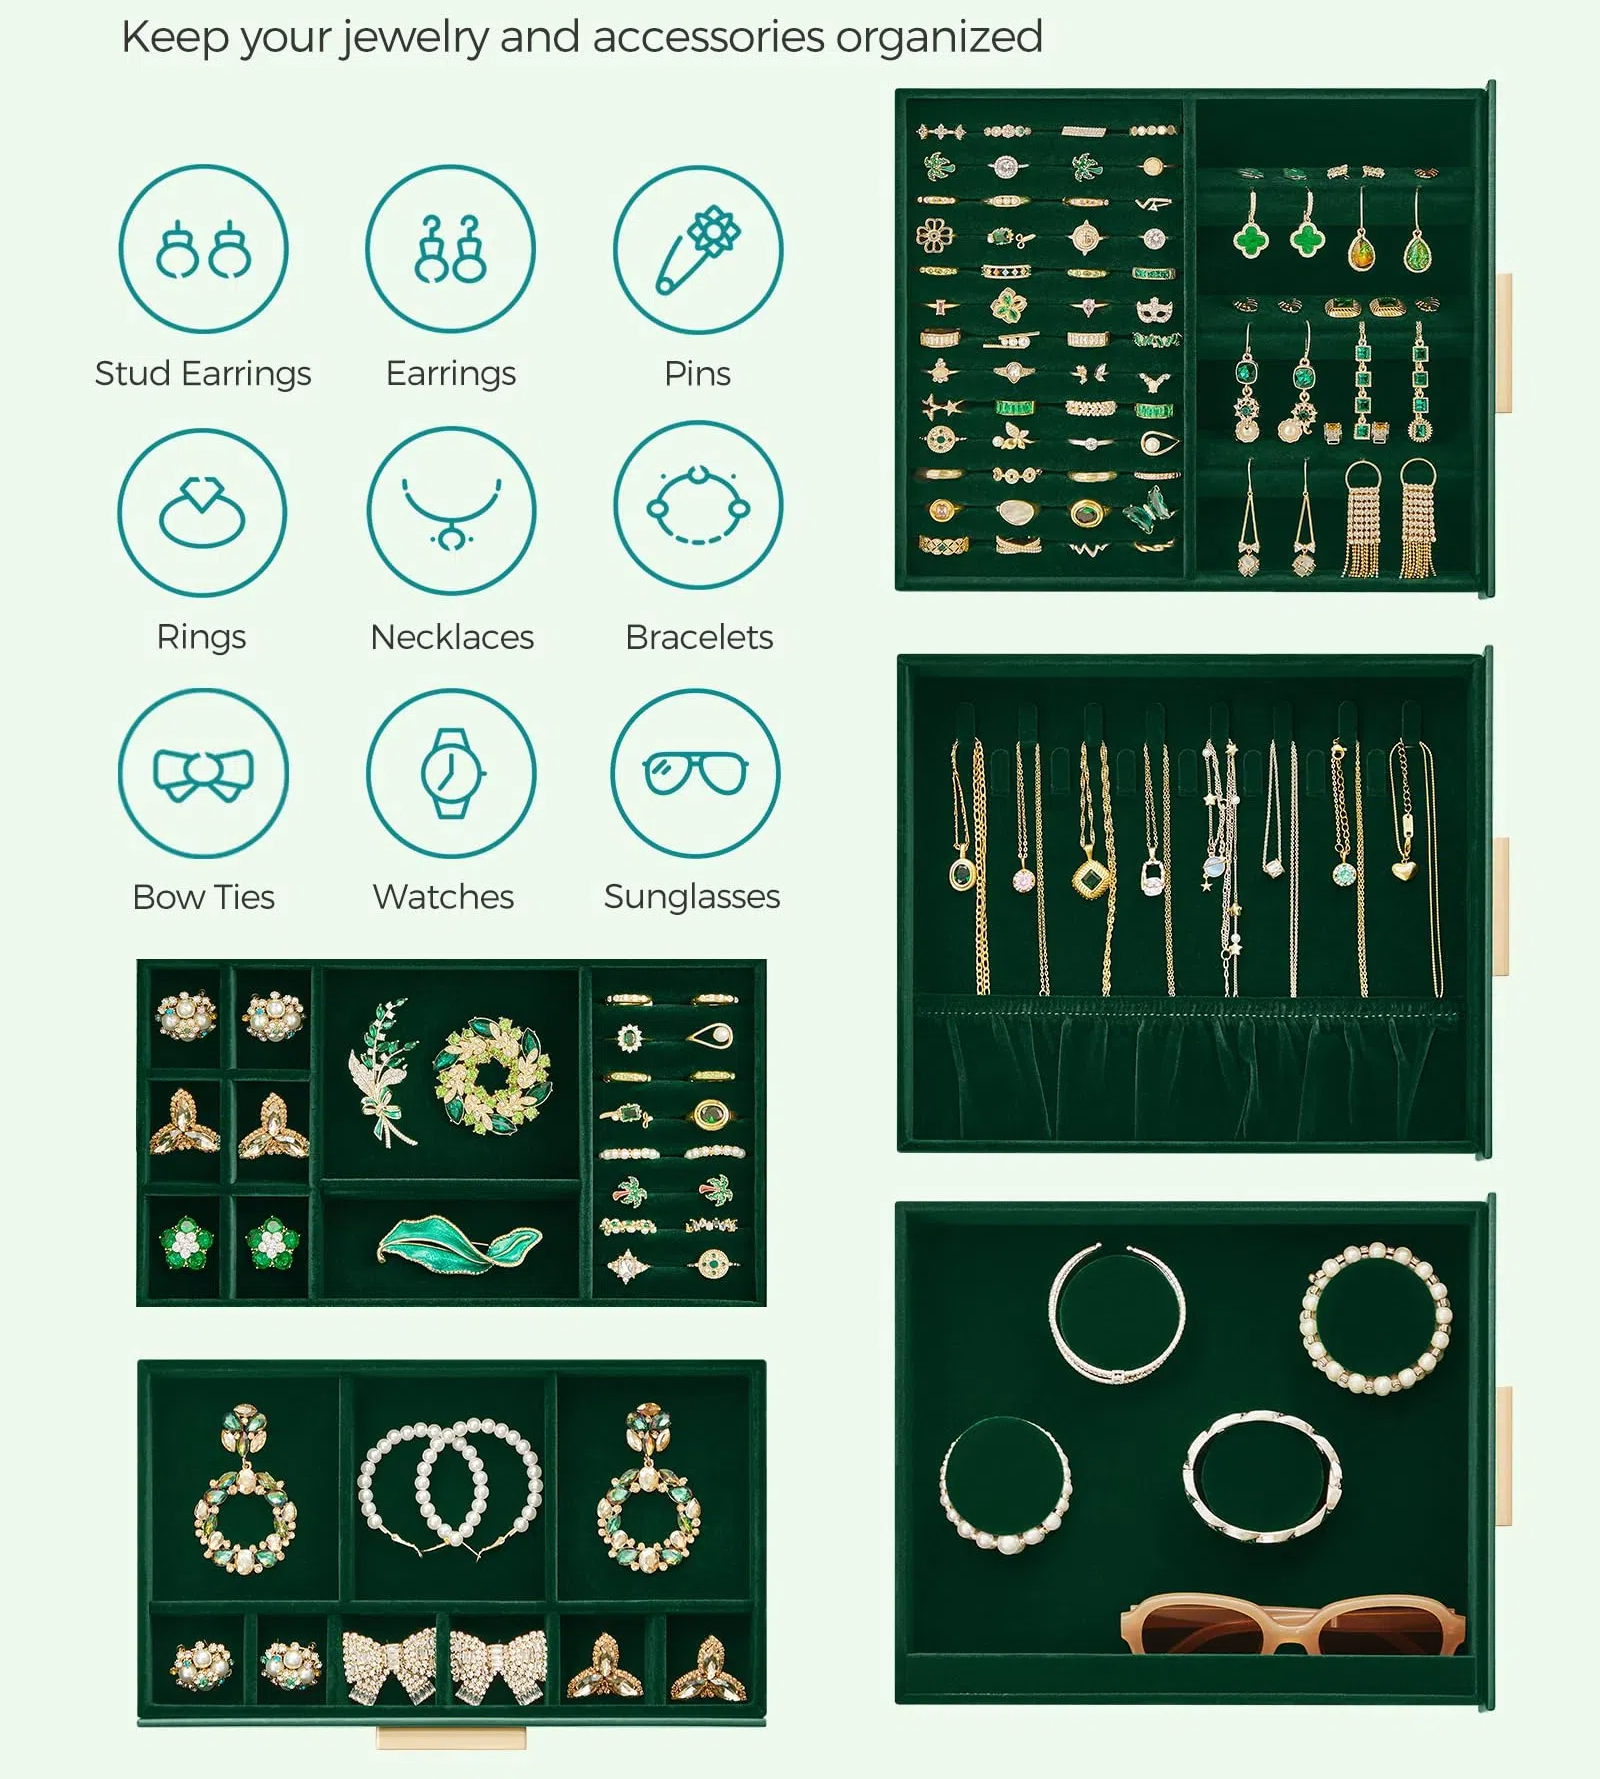 Keep your jewelry and accessories organized
Stud Earrings
Earrings
Pins
Rings
Necklaces
Bracelets
Bow Ties
Watches
Sunglasses